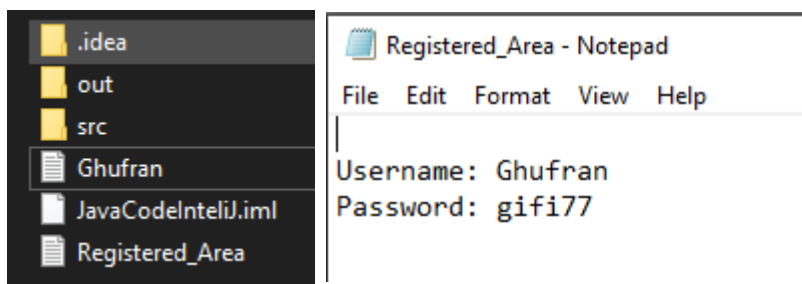 .idea
out
src
Ghufran
JavaCodeInteliJ.iml
Registered_Area
Registered_Area - Notepad
File Edit Format View Help
Username: Ghufran
Password: gifi77